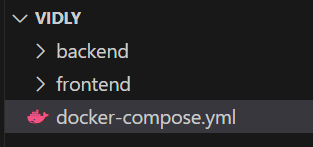 VIDLY
backend
frontend
docker-compose.yml